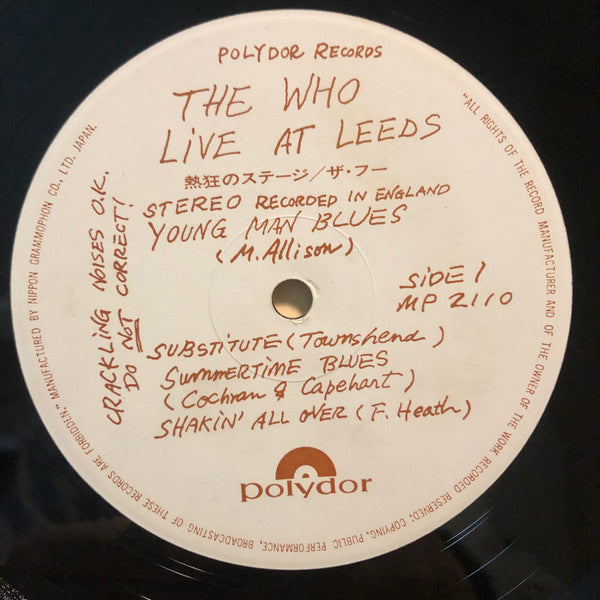 POLYDOR RECORDS
THE WHO
LiVE AT LEEDS
熱狂のステージ/ザ・フー
STEREO RECORDED IN ENGLAND
YOUNG MAN BLUES
(M. Allison)
SiDE 1
MP 2110
CRACKLING NOISES O.K.
DO NOT CORRECT!
SUBSTITUTE (Townshend)
SUMMERTIME BLUES
(Cochran & Capehart)
SHAKIN' ALL OVER (F. Heath)
polydor
"ALL RIGHTS OF THE RECORD MANUFACTURER AND OF THE OWNER OF THE WORK RECORDED RESERVED; COPYING, PUBLIC PERFORMANCE, BROADCASTING OF THESE RECORDS ARE FORBIDDEN." MANUFACTURED BY NIPPON GRAMMOPHON CO., LTD. JAPAN.